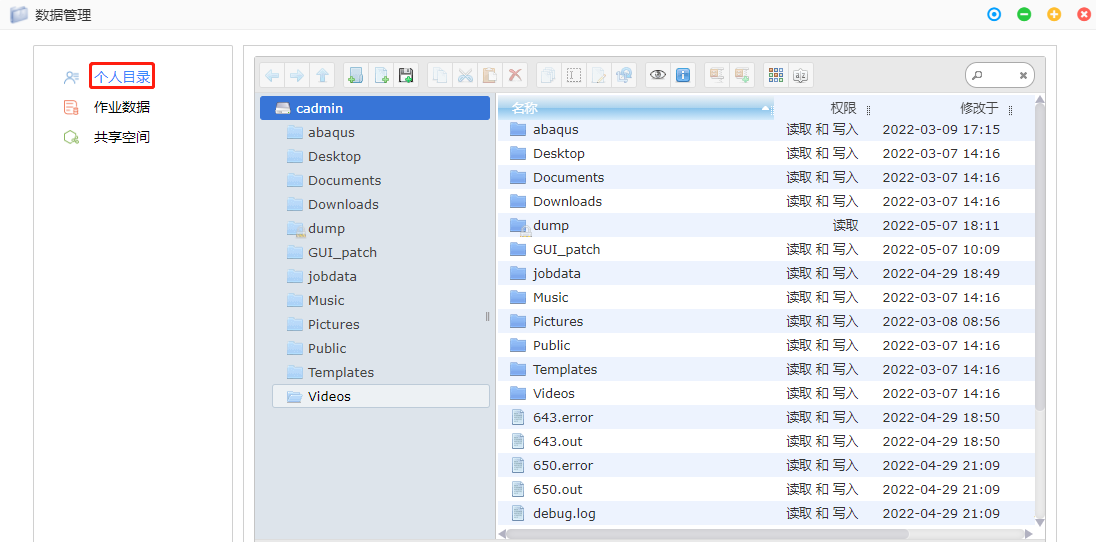 数据管理
个人目录
作业数据
共享空间
cadmin
abaqus
Desktop
Documents
Downloads
dump
GUI_patch
jobdata
Music
Pictures
Public
Templates
Videos
名称 权限 修改于
abaqus 读取 和 写入 2022-03-09 17:15
Desktop 读取 和 写入 2022-03-07 14:16
Documents 读取 和 写入 2022-03-07 14:16
Downloads 读取 和 写入 2022-03-07 14:16
dump 读取 2022-05-07 18:11
GUI_patch 读取 和 写入 2022-05-07 10:09
jobdata 读取 和 写入 2022-04-29 18:49
Music 读取 和 写入 2022-03-07 14:16
Pictures 读取 和 写入 2022-03-08 08:56
Public 读取 和 写入 2022-03-07 14:16
Templates 读取 和 写入 2022-03-07 14:16
Videos 读取 和 写入 2022-03-07 14:16
643.error 读取 和 写入 2022-04-29 18:50
643.out 读取 和 写入 2022-04-29 18:50
650.error 读取 和 写入 2022-04-29 21:09
650.out 读取 和 写入 2022-04-29 21:09
debug.log 读取 和 写入 2022-04-29 21:09